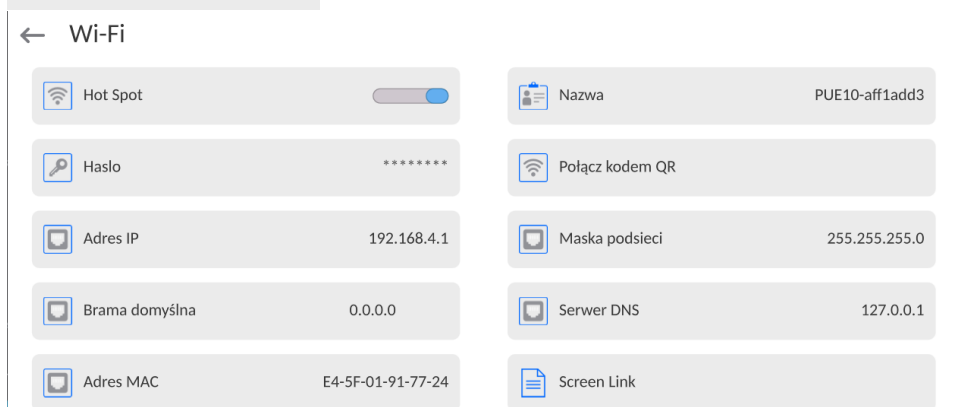 Wi-Fi
Hot Spot
Nazwa PUE10-aff1add3
Haslo ********
Połącz kodem QR
Adres IP 192.168.4.1
Maska podsieci 255.255.255.0
Brama domyślna 0.0.0.0
Serwer DNS 127.0.0.1
Adres MAC E4-5F-01-91-77-24
Screen Link